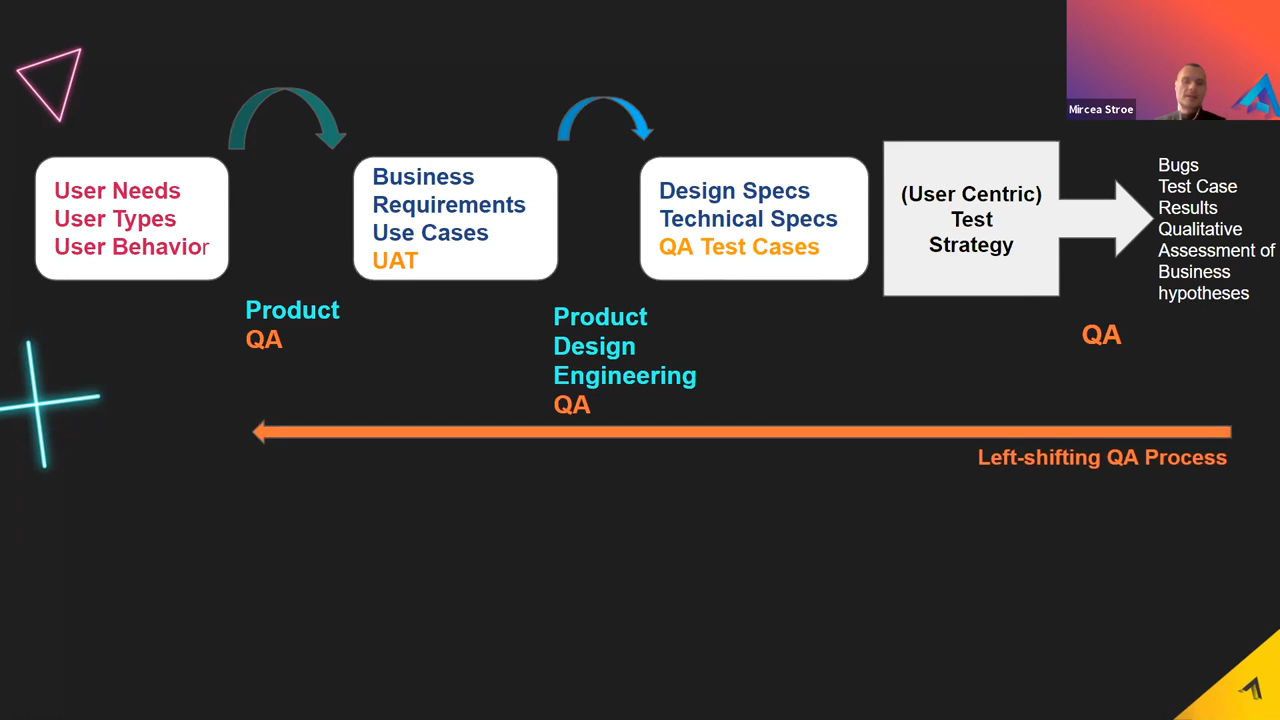 Mircea Stroe
User Needs
User Types
User Behavior
Business
Requirements
Use Cases
UAT
Design Specs
Technical Specs
QA Test Cases
(User Centric)
Test
Strategy
Bugs
Test Case
Results
Qualitative
Assessment of
Business
hypotheses
Product
QA
Product
Design
Engineering
QA
QA
Left-shifting QA Process